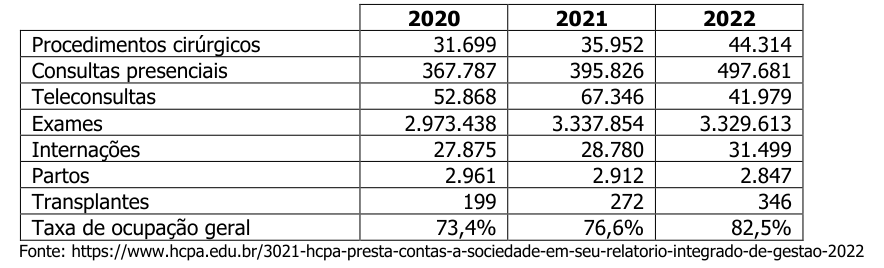 2020 2021 2022
Procedimentos cirúrgicos 31.699 35.952 44.314
Consultas presenciais 367.787 395.826 497.681
Teleconsultas 52.868 67.346 41.979
Exames 2.973.438 3.337.854 3.329.613
Internações 27.875 28.780 31.499
Partos 2.961 2.912 2.847
Transplantes 199 272 346
Taxa de ocupação geral 73,4% 76,6% 82,5%
Fonte: https://www.hcpa.edu.br/3021-hcpa-presta-contas-a-sociedade-em-seu-relatorio-integrado-de-gestao-2022